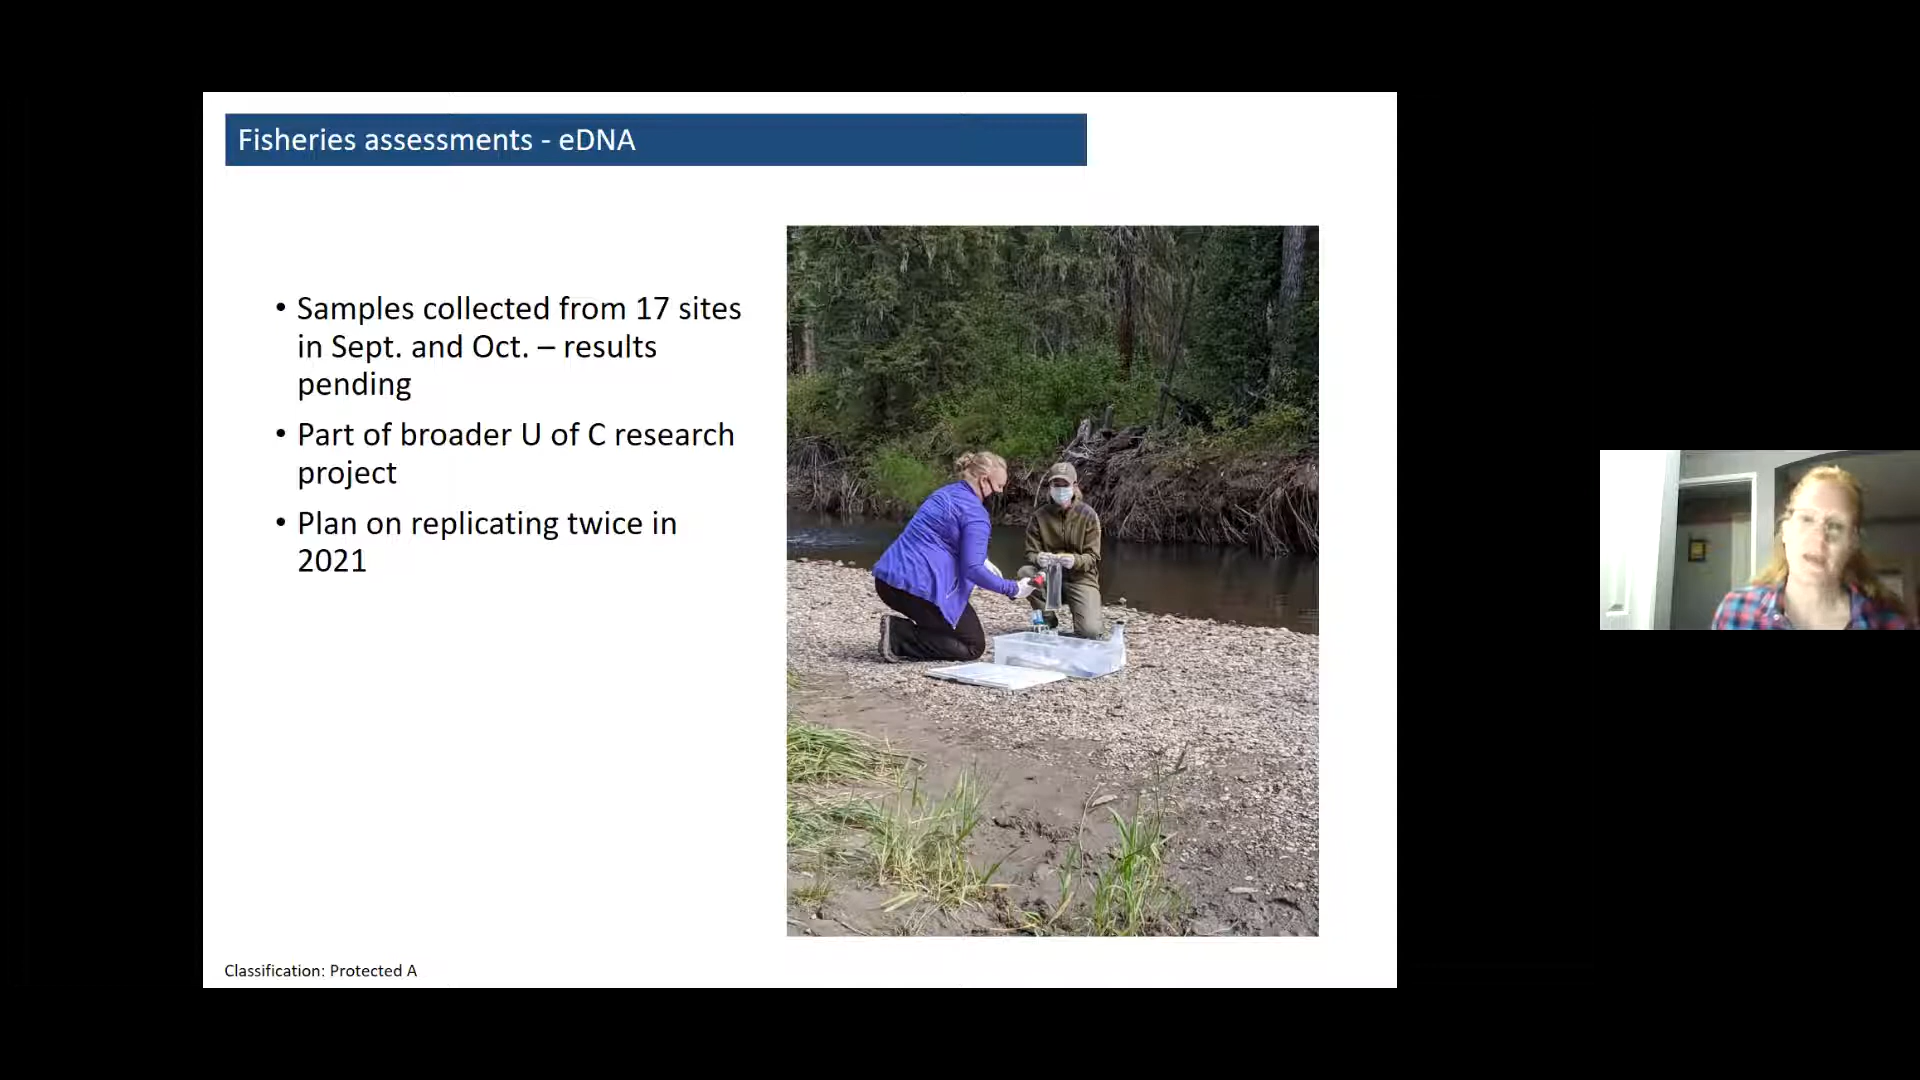 Fisheries assessments - eDNA
• Samples collected from 17 sites
in Sept. and Oct. – results
pending
• Part of broader U of C research
project
• Plan on replicating twice in
2021
Classification: Protected A